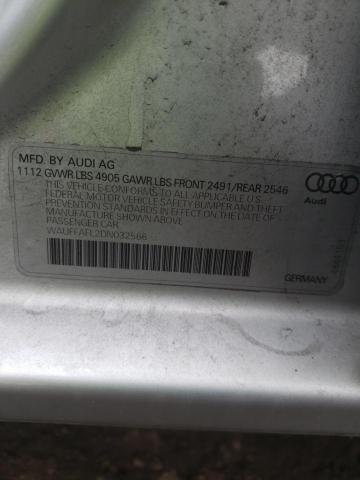 MFD. BY AUDI AG
1112 GVWR LBS 4905 GAWR LBS FRONT 2491/REAR 2546
THIS VEHICLE CONFORMS TO ALL APPLICABLE U.S.
FEDERAL MOTOR VEHICLE SAFETY BUMPER AND THEFT
PREVENTION STANDARDS IN EFFECT ON THE DATE OF
MANUFACTURE SHOWN ABOVE
PASSENGER CAR
WAUFFAFL2DN032566
Audi
GERMANY